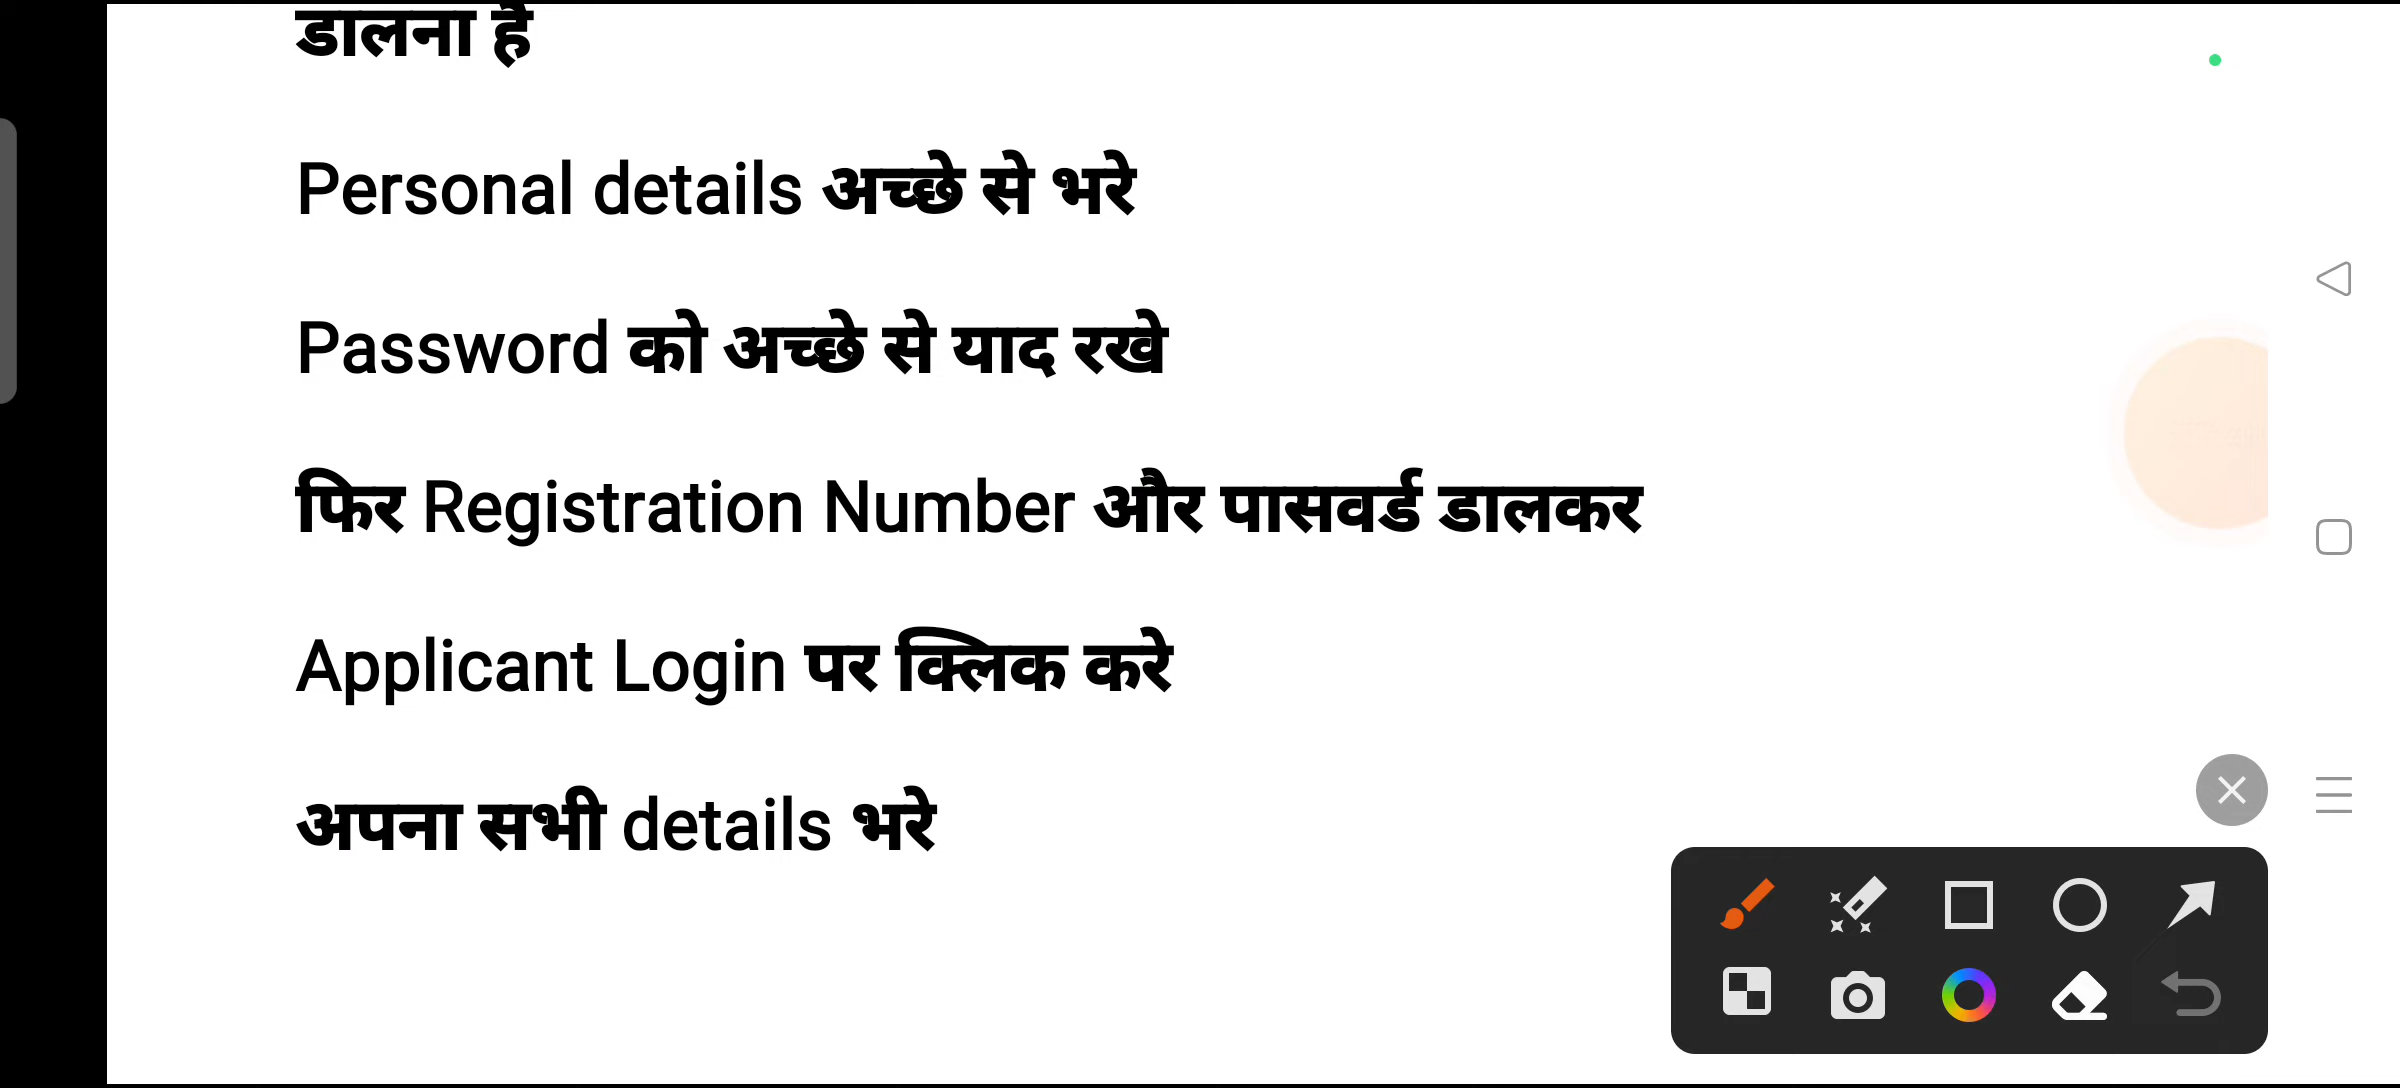 डालना है
Personal details अच्छे से भरे
Password को अच्छे से याद रखे
फिर Registration Number और पासवर्ड डालकर
Applicant Login पर क्लिक करे
अपना सभी details भरे